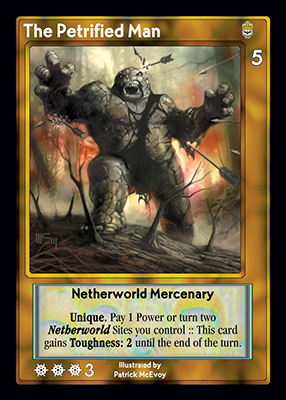 The Petrified Man
5
Netherworld Mercenary
Unique. Pay 1 Power or turn two
Netherworld Sites you control :: This card
gains Toughness: 2 until the end of the turn.
3
Illustrated by
Patrick McEvoy